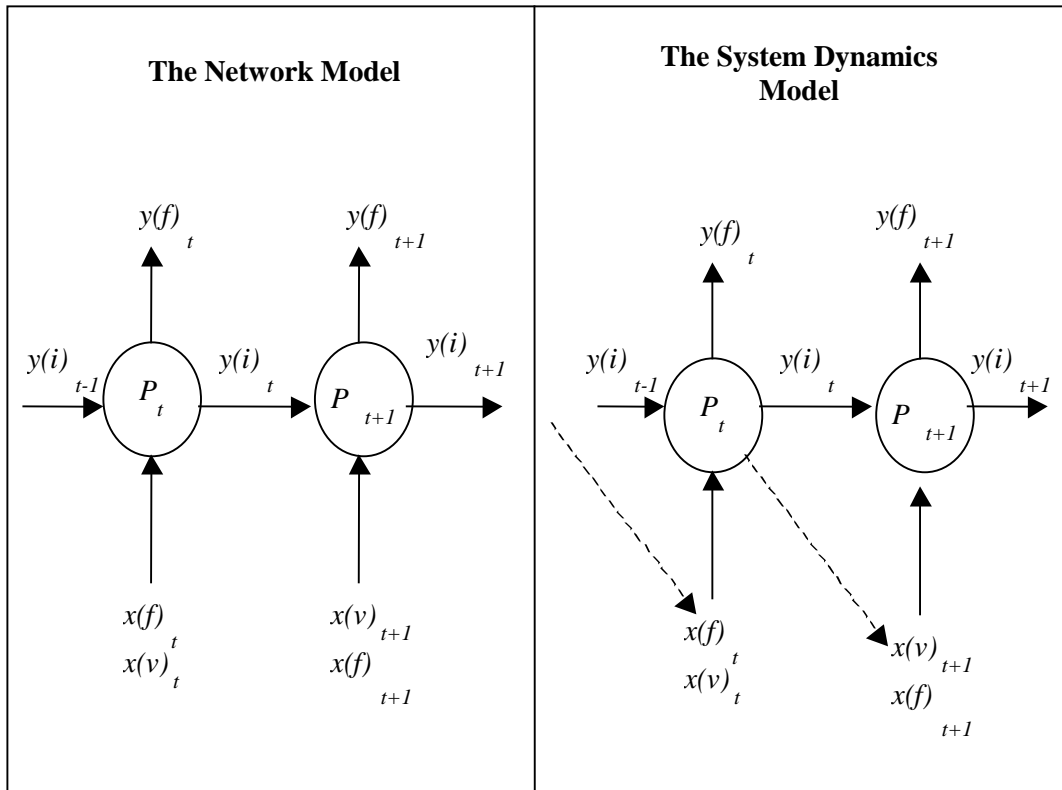 The Network Model
y(f) t
y(f) t+1
y(i) t-1
P t
y(i) t
P t+1
y(i) t+1
x(f) t
x(v) t
x(v) t+1
x(f) t+1
The System Dynamics
Model
y(f) t
y(f) t+1
y(i) t-1
P t
y(i) t
P t+1
y(i) t+1
x(f) t
x(v) t
x(v) t+1
x(f) t+1